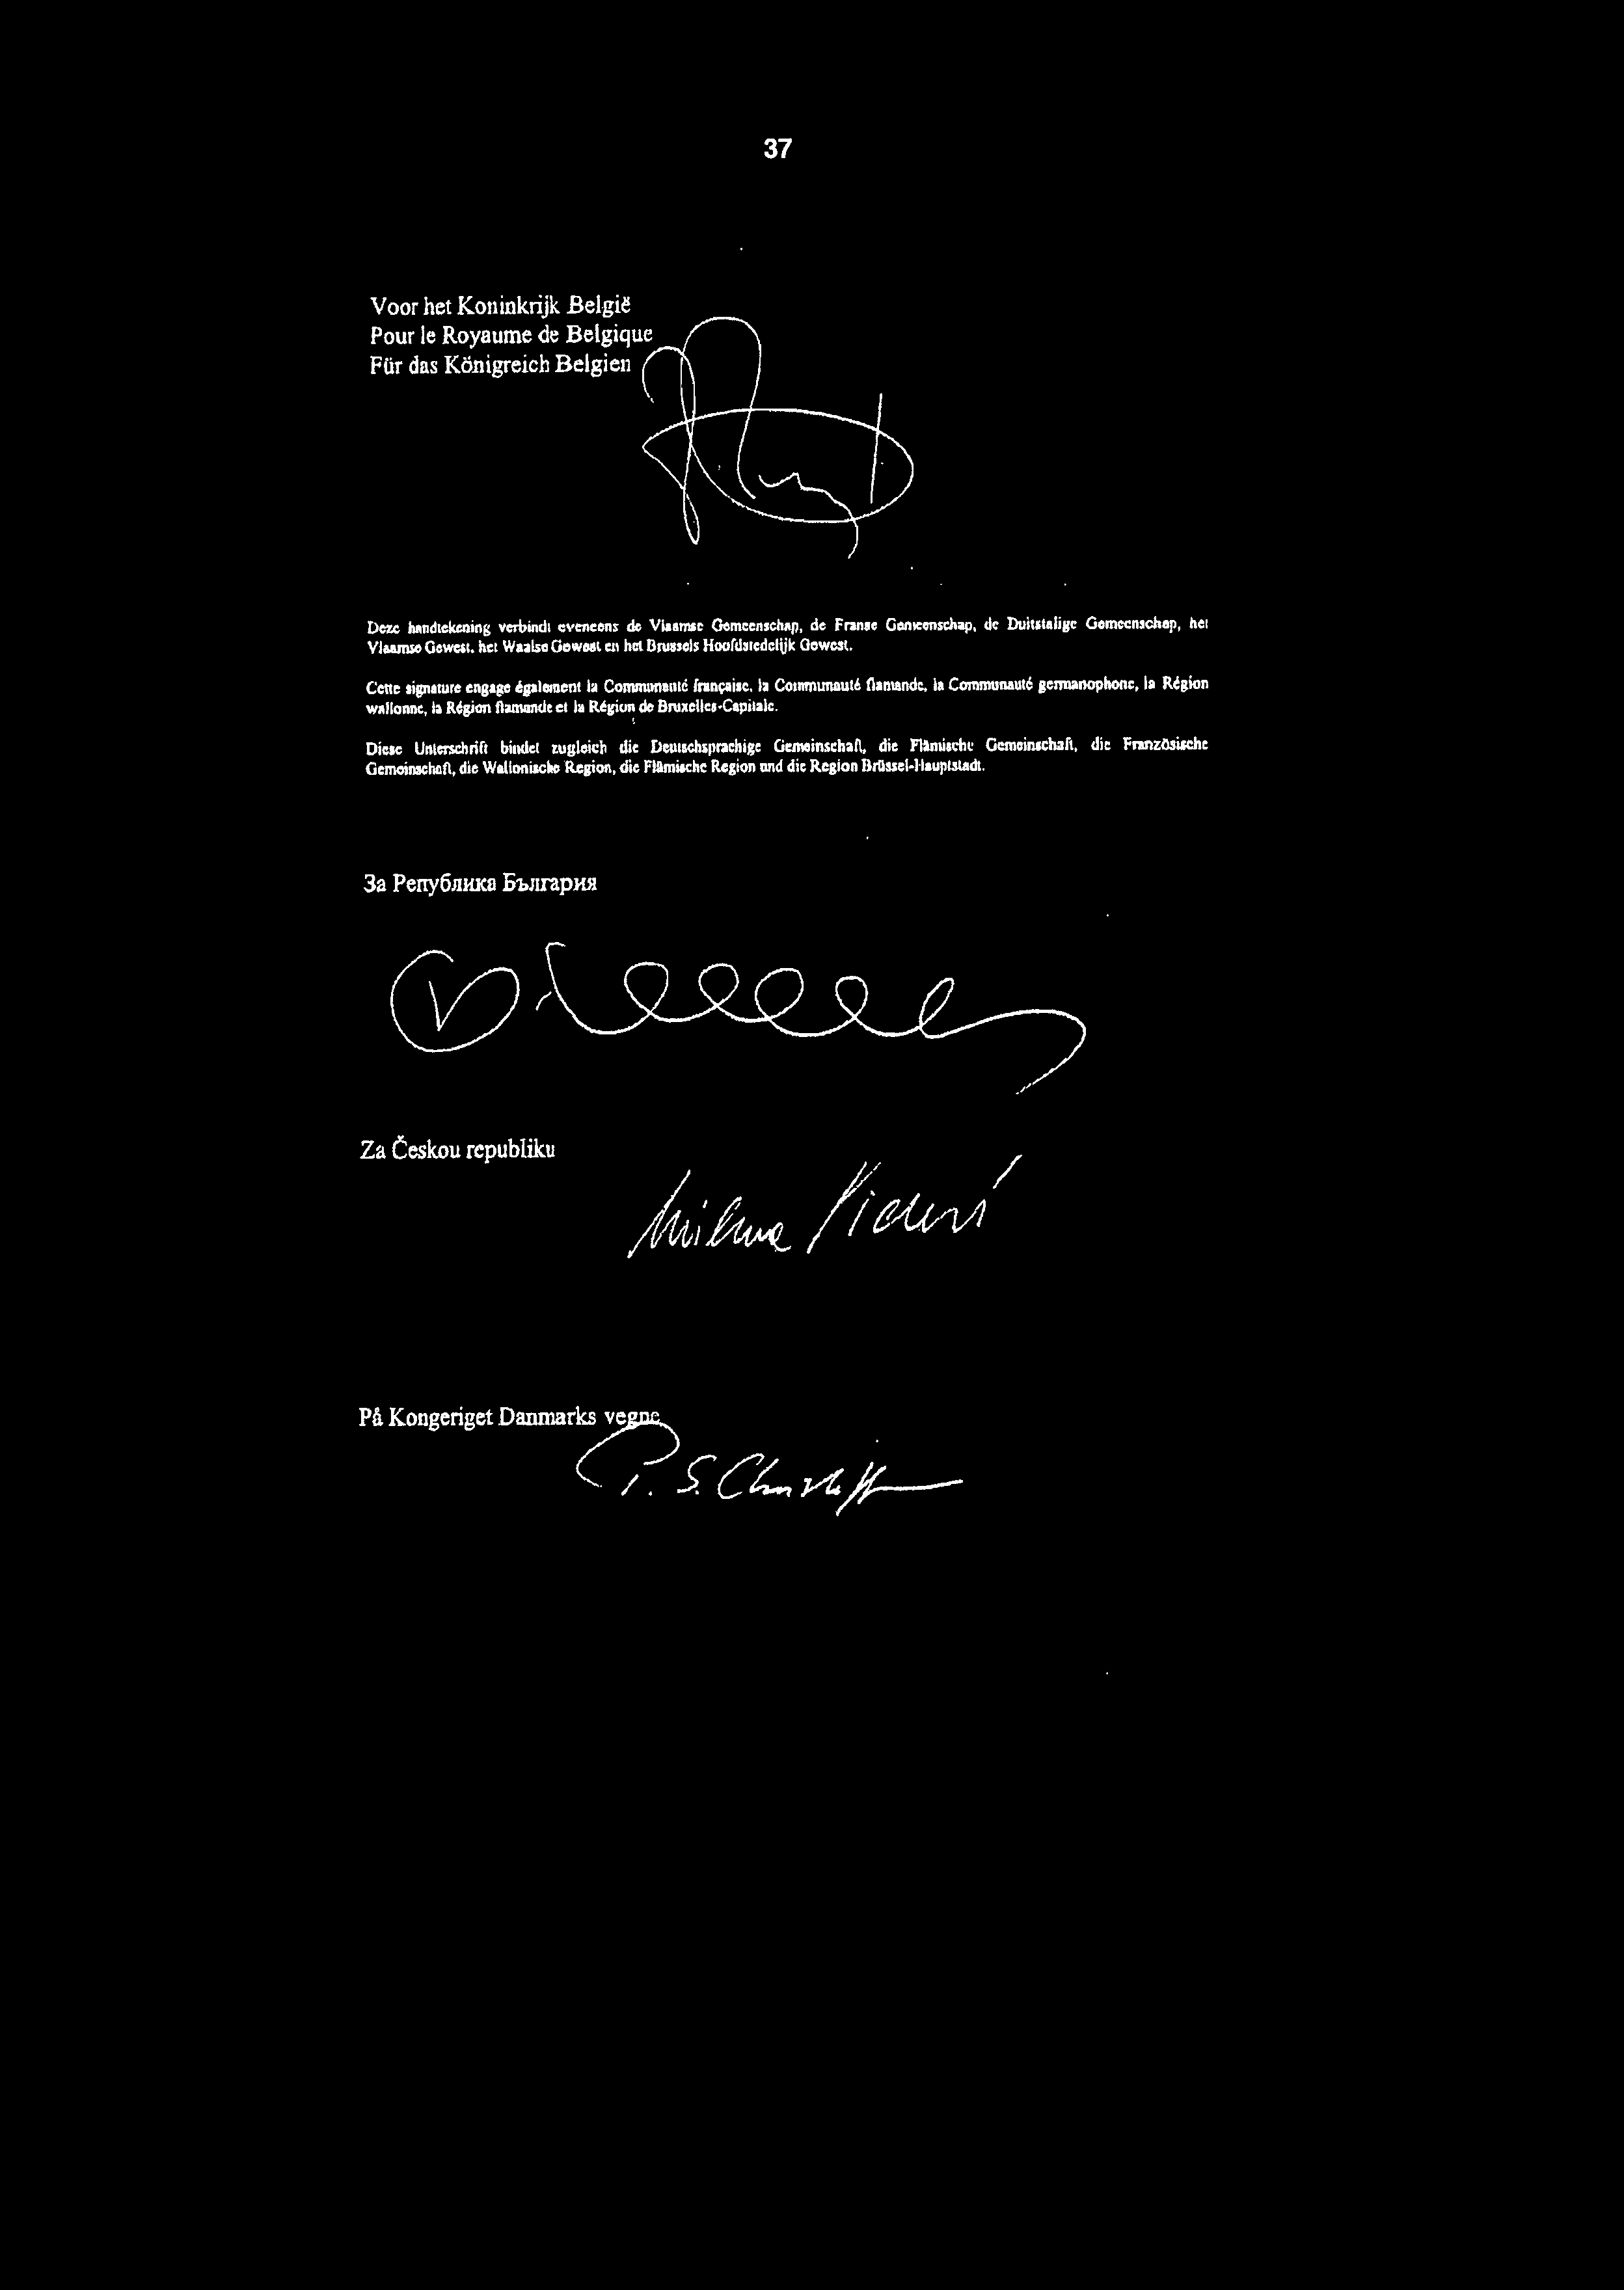 37
Voor het Koninkrijk België
Pour le Royaume de Belgique
Für das Königreich Belgien
Deze handtekening verbindt eveneens de Vlaamse Gemeenschap, de Franse Gemeenschap, de Duitstalige Gemeenschap, het
Vlaamse Gewest, het Waalse Gewest en het Brussels Hoofdstedelijk Gewest.
Cette signature engage également la Communauté française, la Communauté flamande, la Communauté germanophone, la Région
wallonne, la Région flamande et la Région de Bruxelles-Capitale.
Diese Unterschrift bindet zugleich die Deutschsprachige Gemeinschaft, die Flämische Gemeinschaft, die Französische
Gemeinschaft, die Wallonische Region, die Flämische Region und die Region Brüssel-Hauptstadt.
За Република България
Za Českou republiku
På Kongeriget Danmarks vegne
P. S.